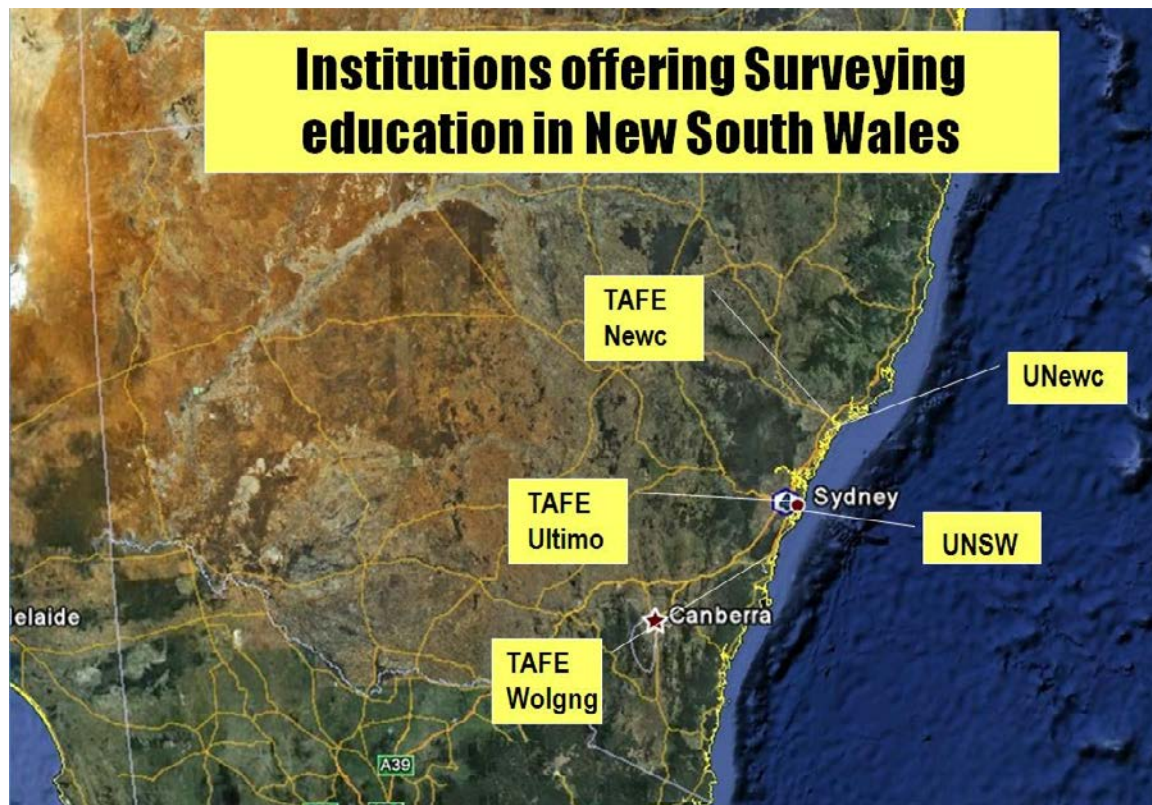 Institutions offering Surveying
education in New South Wales
TAFE
Newc
UNewc
TAFE
Ultimo
Sydney
UNSW
Canberra
elaide
TAFE
Wolgng
A39